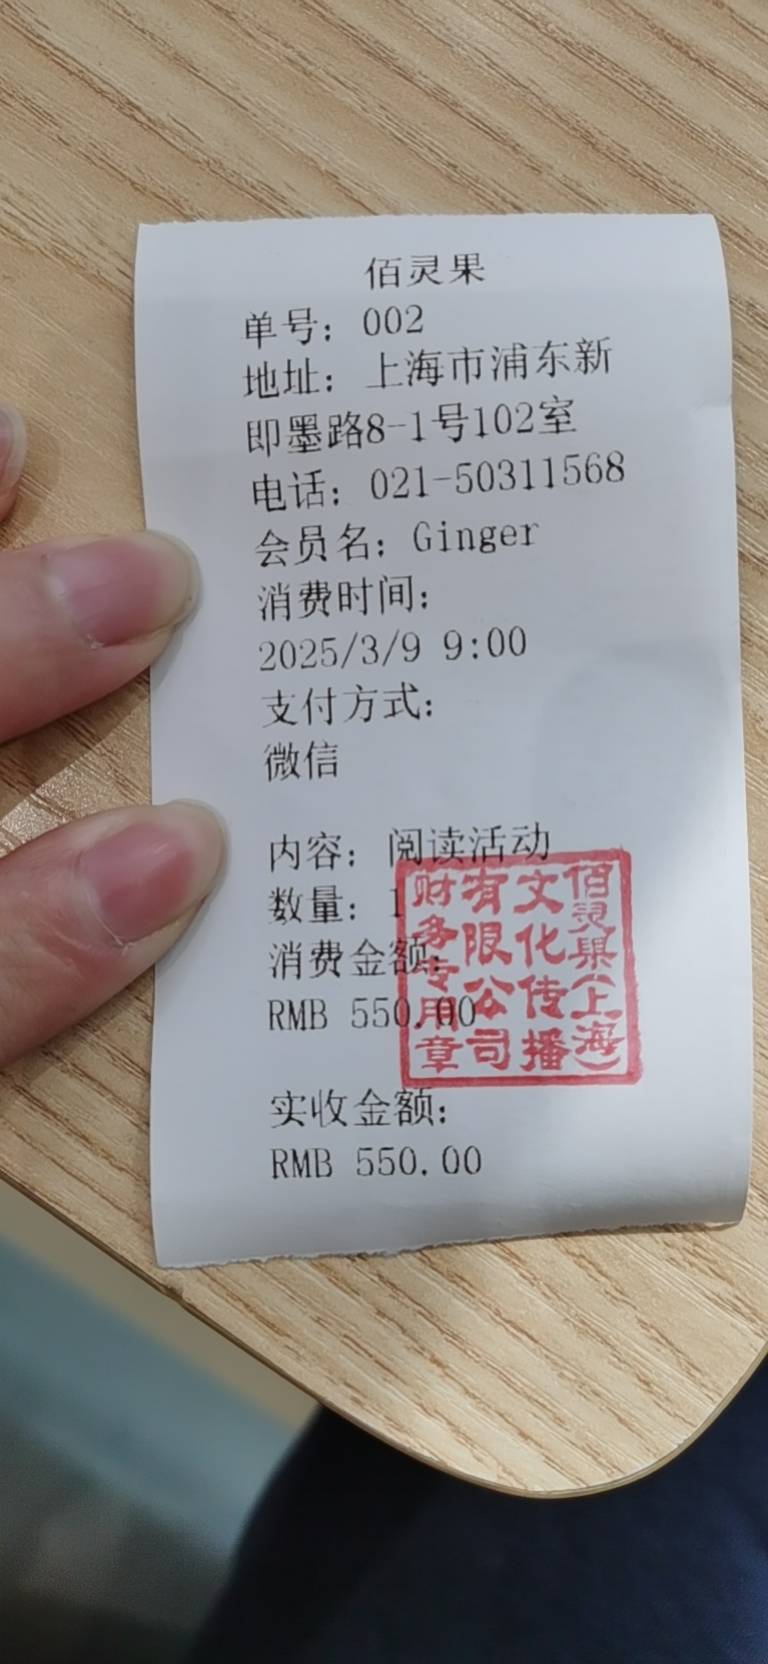 佰灵果
单号：002
地址：上海市浦东新
即墨路8-1号102室
电话：021-50311568
会员名：Ginger
消费时间：
2025/3/9 9:00
支付方式：
微信
内容：阅读活动
数量：1
消费金额：
RMB 550.00
实收金额：
RMB 550.00
佰灵果(上海)
文化传播
有限公司
财务专用章